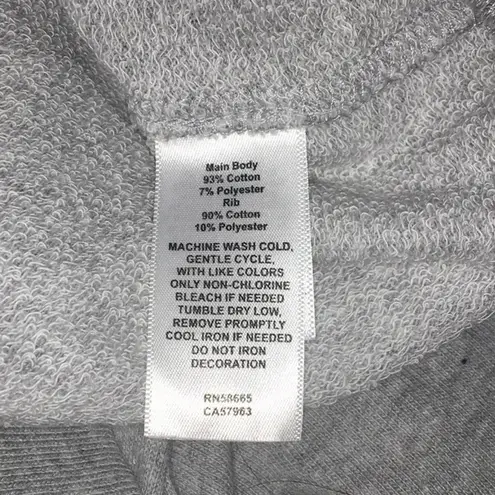 Main Body
93% Cotton
7% Polyester
Rib
90% Cotton
10% Polyester
MACHINE WASH COLD,
GENTLE CYCLE,
WITH LIKE COLORS
ONLY NON-CHLORINE
BLEACH IF NEEDED
TUMBLE DRY LOW,
REMOVE PROMPTLY
COOL IRON IF NEEDED
DO NOT IRON
DECORATION
RN58665
CA57963